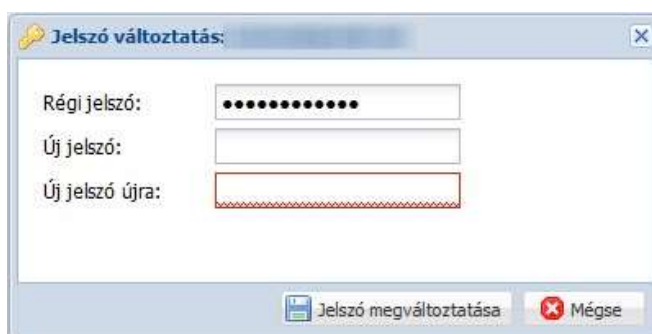 Jelszó változtatás:
Régi jelszó: ••••••••••••
Új jelszó:
Új jelszó újra:
Jelszó megváltoztatása Mégse